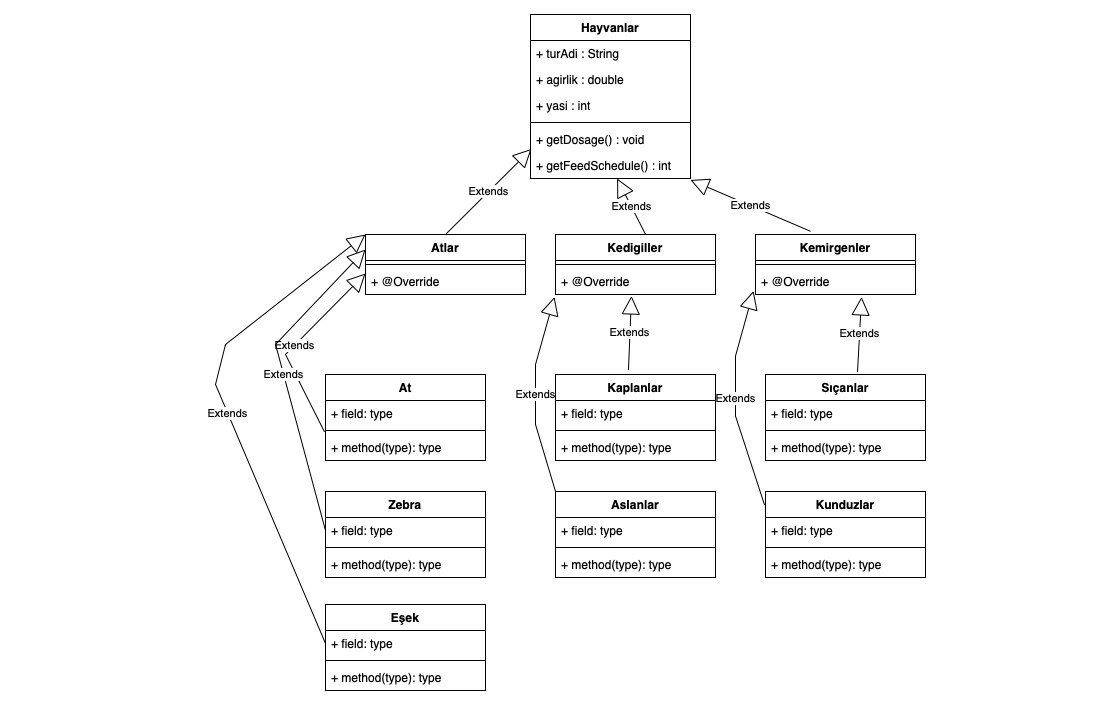 Hayvanlar
+ turAdi : String
+ agirlik : double
+ yasi : int
+ getDosage() : void
+ getFeedSchedule() : int
Extends
Extends
Extends
Atlar
+ @Override
Kedigiller
+ @Override
Kemirgenler
+ @Override
Extends
Extends
Extends
Extends
Extends
Extends
Extends
At
+ field: type
+ method(type): type
Kaplanlar
+ field: type
+ method(type): type
Sıçanlar
+ field: type
+ method(type): type
Zebra
+ field: type
+ method(type): type
Aslanlar
+ field: type
+ method(type): type
Kunduzlar
+ field: type
+ method(type): type
Eşek
+ field: type
+ method(type): type